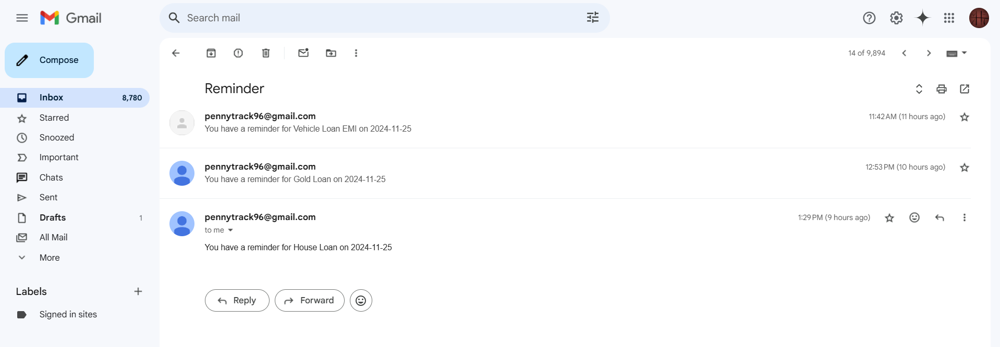 Gmail
Search mail
Compose
14 of 9,894
Inbox 8,780
Starred
Snoozed
Important
Chats
Sent
Drafts 1
All Mail
More
Labels
Signed in sites
Reminder
pennytrack96@gmail.com 11:42 AM (11 hours ago)
You have a reminder for Vehicle Loan EMI on 2024-11-25
pennytrack96@gmail.com 12:53 PM (10 hours ago)
You have a reminder for Gold Loan on 2024-11-25
pennytrack96@gmail.com 1:29 PM (9 hours ago)
to me
You have a reminder for House Loan on 2024-11-25
Reply Forward